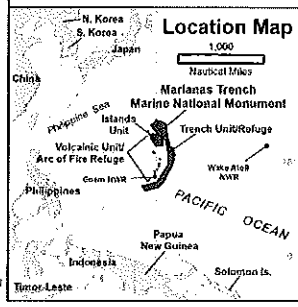 Location Map
N. Korea
S. Korea
Japan
1,000
Nautical Miles
China
Marianas Trench
Marine National Monument
Philippine Sea
Islands
Unit
Trench Unit/Refuge
Volcanic Unit/
Arc of Fire Refuge
Wake Atoll
NWR
Guam NWR
Philippines
PACIFIC OCEAN
Papua
New Guinea
Indonesia
Solomon Is.
Timor-Leste